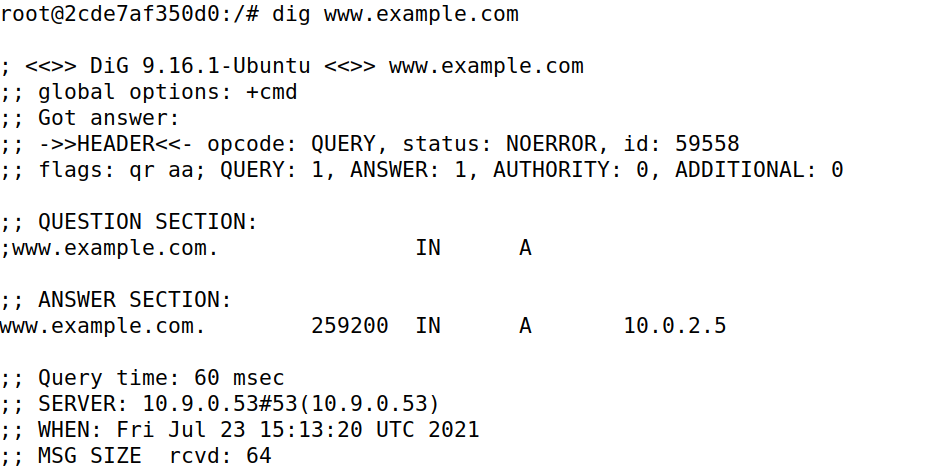 root@2cde7af350d0:/# dig www.example.com
; <<>> DiG 9.16.1-Ubuntu <<>> www.example.com
;; global options: +cmd
;; Got answer:
;; ->>HEADER<<- opcode: QUERY, status: NOERROR, id: 59558
;; flags: qr aa; QUERY: 1, ANSWER: 1, AUTHORITY: 0, ADDITIONAL: 0
;; QUESTION SECTION:
;www.example.com. IN A
;; ANSWER SECTION:
www.example.com. 259200 IN A 10.0.2.5
;; Query time: 60 msec
;; SERVER: 10.9.0.53#53(10.9.0.53)
;; WHEN: Fri Jul 23 15:13:20 UTC 2021
;; MSG SIZE rcvd: 64